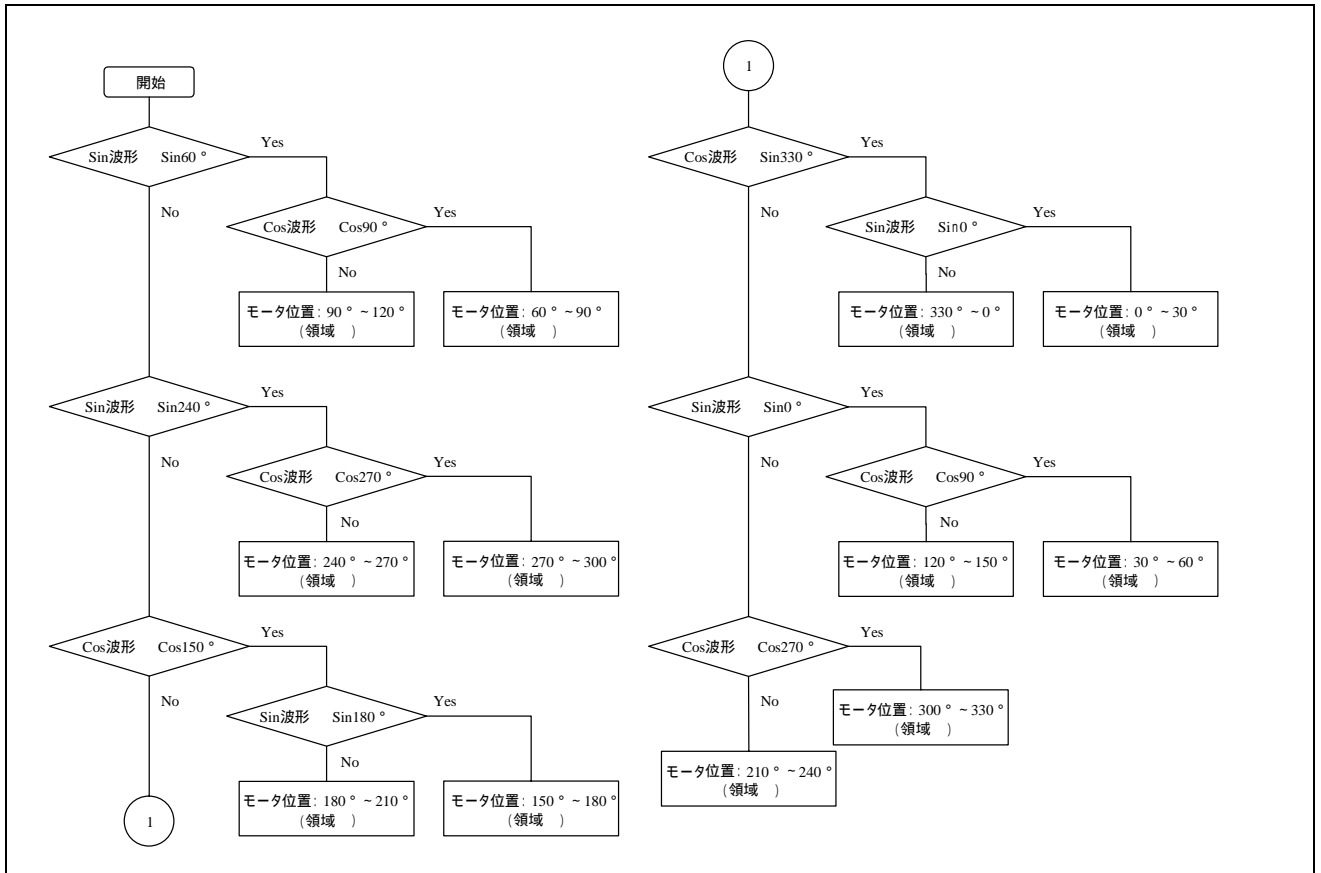 開始
Sin波形 Sin60°
Yes
No
Cos波形 Cos90°
Yes
No
モータ位置: 90°~120°
(領域 )
モータ位置: 60°~90°
(領域 )
Sin波形 Sin240°
Yes
No
Cos波形 Cos270°
Yes
No
モータ位置: 240°~270°
(領域 )
モータ位置: 270°~300°
(領域 )
Cos波形 Cos150°
Yes
No
Sin波形 Sin180°
Yes
No
モータ位置: 180°~210°
(領域 )
モータ位置: 150°~180°
(領域 )
1
1
Cos波形 Sin330°
Yes
No
Sin波形 Sin0°
Yes
No
モータ位置: 330°~0°
(領域 )
モータ位置: 0°~30°
(領域 )
Sin波形 Sin0°
Yes
No
Cos波形 Cos90°
Yes
No
モータ位置: 120°~150°
(領域 )
モータ位置: 30°~60°
(領域 )
Cos波形 Cos270°
Yes
No
モータ位置: 300°~330°
(領域 )
モータ位置: 210°~240°
(領域 )